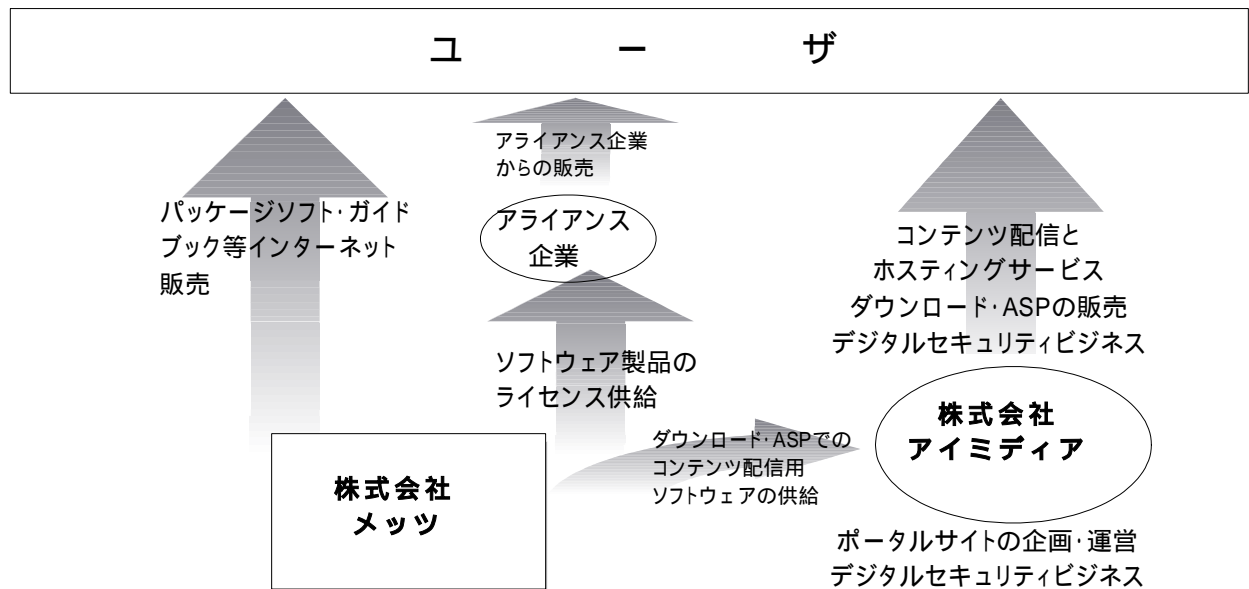 ユーザ
アライアンス企業
からの販売
パッケージソフト・ガイド
ブック等インターネット
販売
アライアンス
企業
コンテンツ配信と
ホスティングサービス
ダウンロード・ASPの販売
デジタルセキュリティビジネス
ソフトウェア製品の
ライセンス供給
株式会社
メッツ
ダウンロード・ASPでの
コンテンツ配信用
ソフトウェアの供給
株式会社
アイミディア
ポータルサイトの企画・運営
デジタルセキュリティビジネス